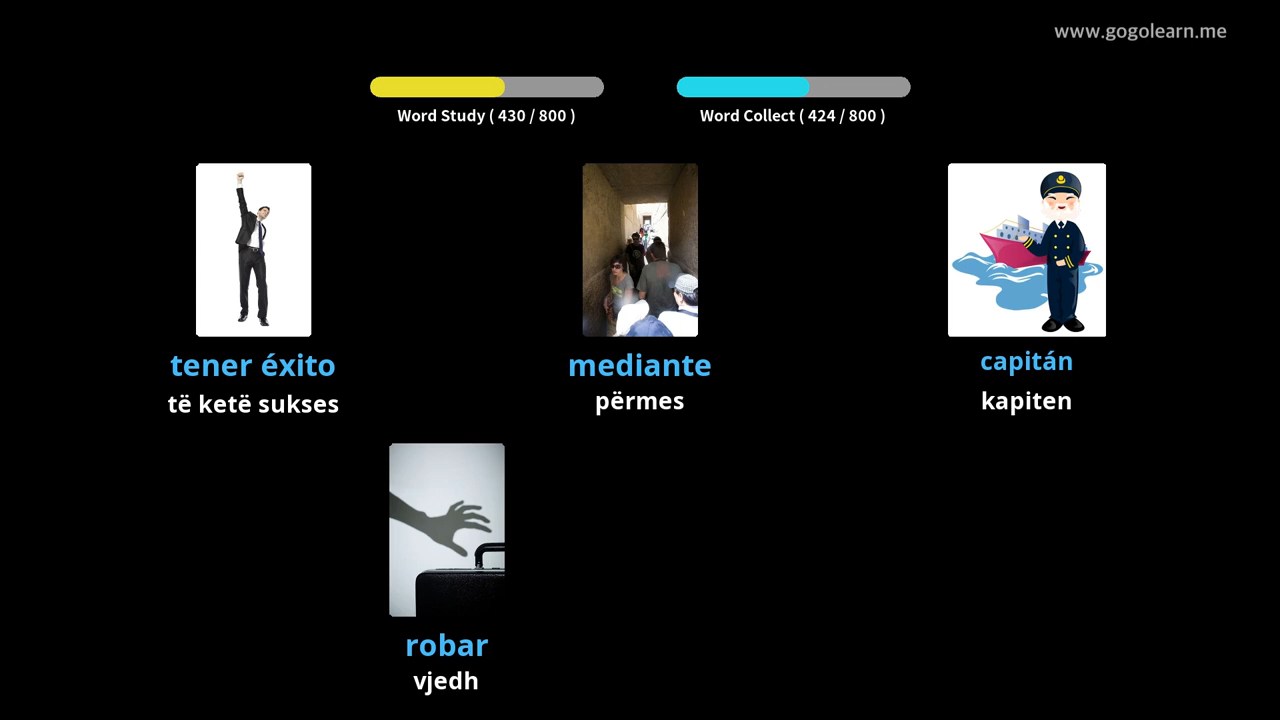 www.gogolearn.me
Word Study ( 430 / 800 )
Word Collect ( 424 / 800 )
tener éxito
të ketë sukses
mediante
përmes
capitán
kapiten
robar
vjedh